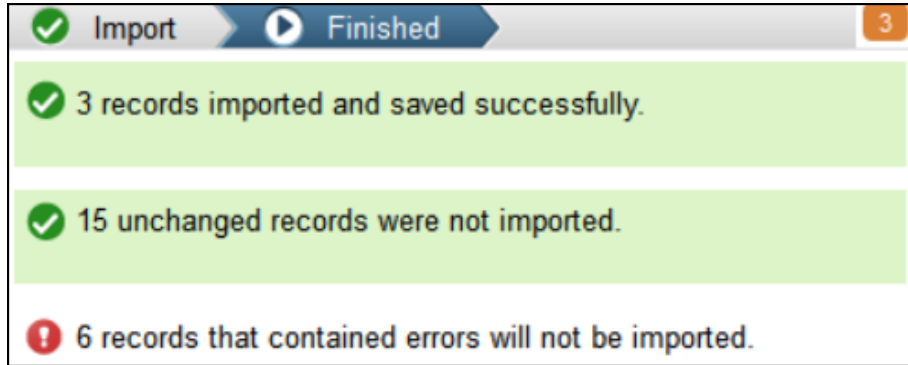 Import Finished 3
3 records imported and saved successfully.
15 unchanged records were not imported.
6 records that contained errors will not be imported.